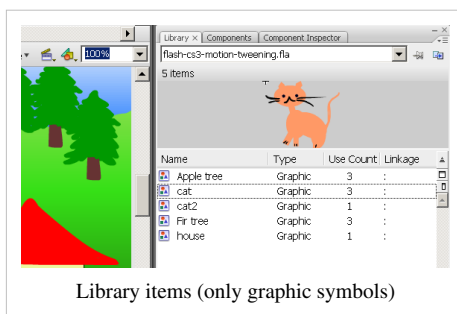 100%
Library × Components Component Inspector
flash-cs3-motion-tweening.fla
5 items
Name Type Use Count Linkage
Apple tree Graphic 3 :
cat Graphic 3 :
cat2 Graphic 1 :
Fir tree Graphic 3 :
house Graphic 1 :
Library items (only graphic symbols)